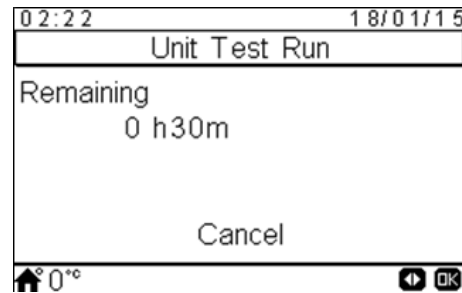 02:22 18/01/15
Unit Test Run
Remaining
0 h30m
Cancel
0°C OK